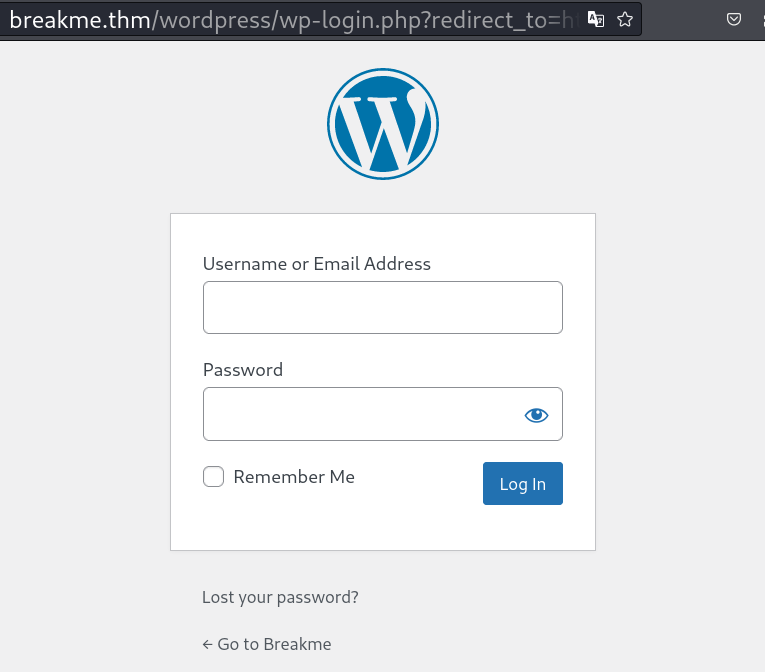 breakme.thm/wordpress/wp-login.php?redirect_to=ht
Username or Email Address
Password
Remember Me
Log In
Lost your password?
← Go to Breakme